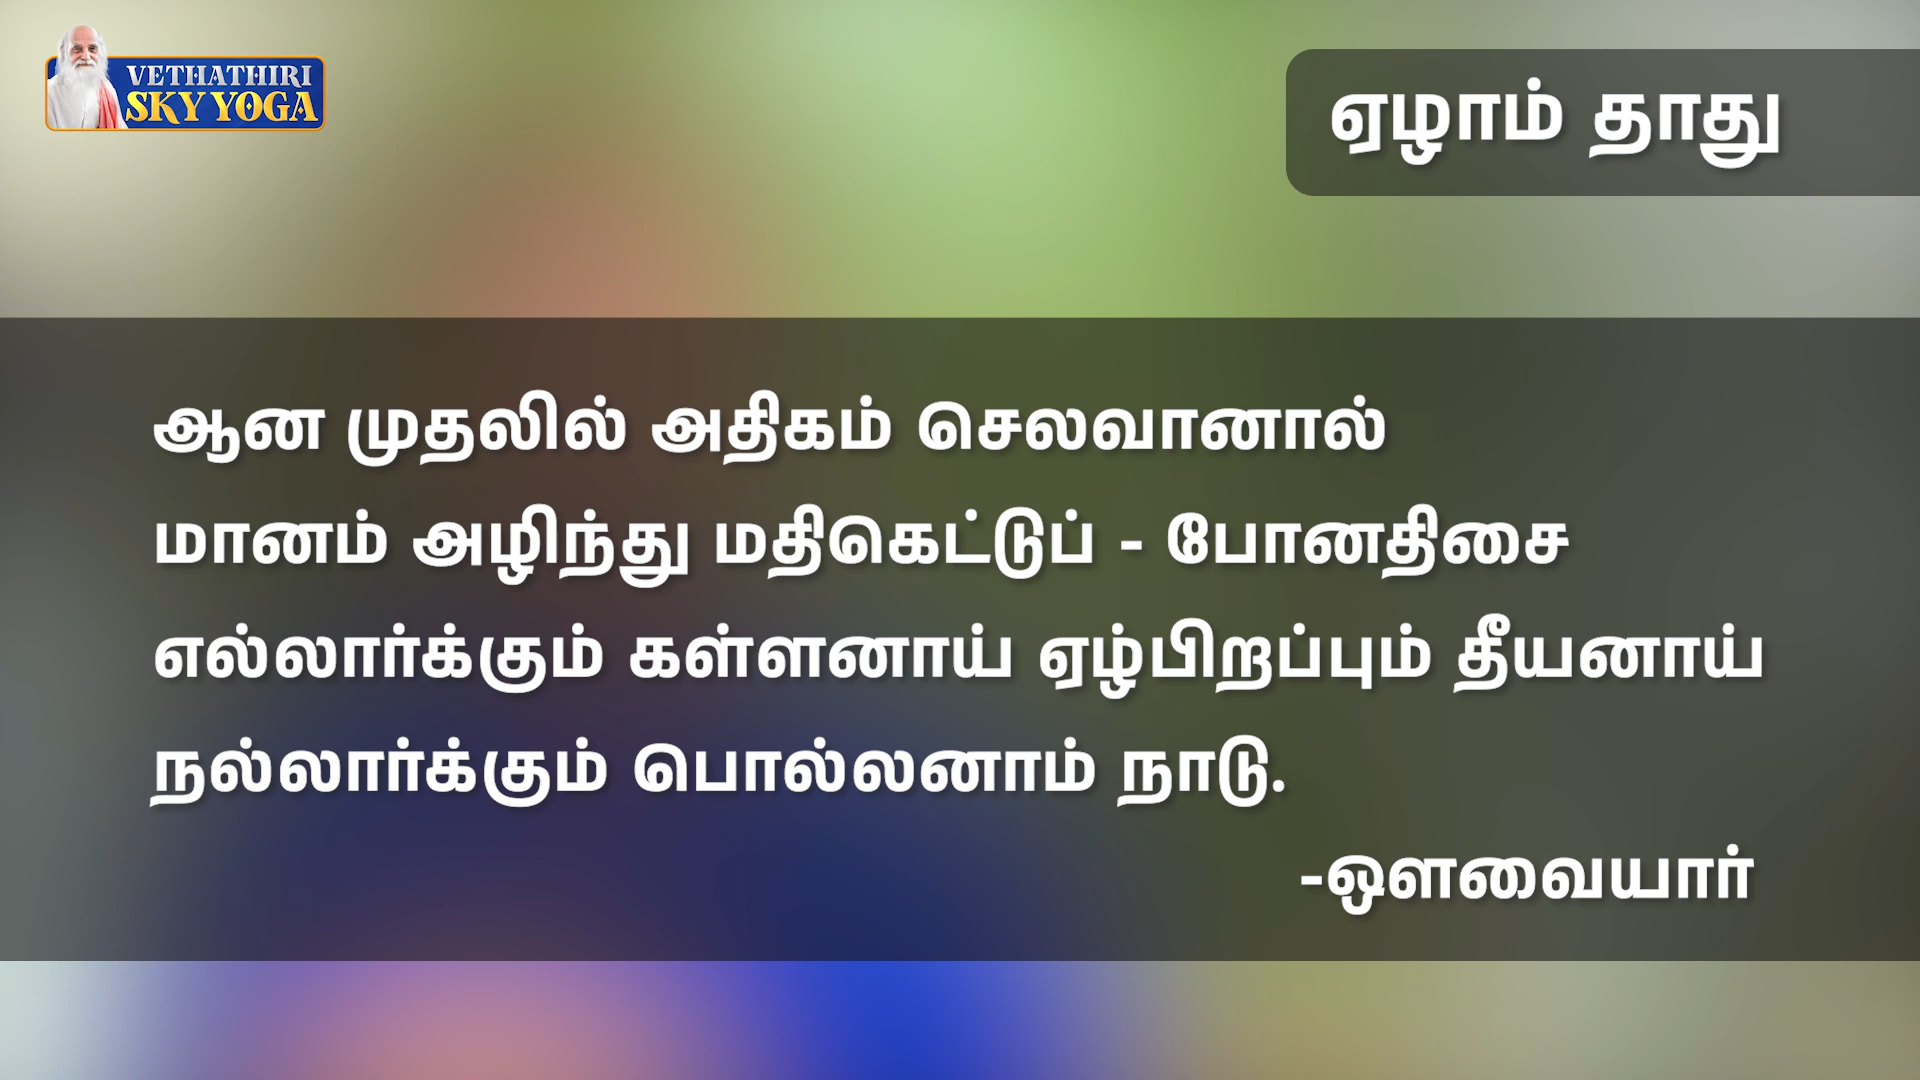 VETHATHIRI
SKY YOGA
ஏழாம் தாது
ஆன முதலில் அதிகம் செலவானால்
மானம் அழிந்து மதிகெட்டுப் - போனதிசை
எல்லார்க்கும் கள்ளனாய் ஏழ்பிறப்பும் தீயனாய்
நல்லார்க்கும் பொல்லனாம் நாடு.
-ஔவையார்